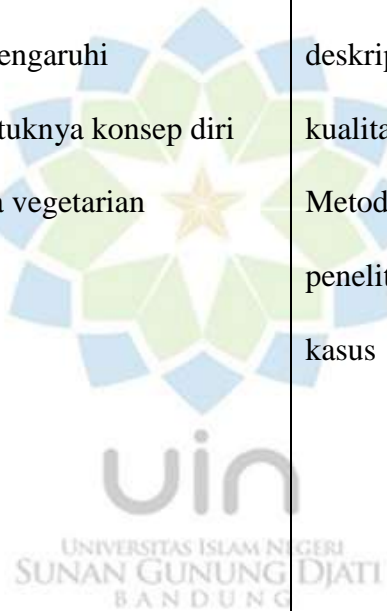 engaruhi
tuknya konsep diri
a vegetarian
deskrip
kualita
Metod
penelit
kasus
uin
UNIVERSITAS ISLAM NEGERI
SUNAN GUNUNG DJATI
BANDUNG